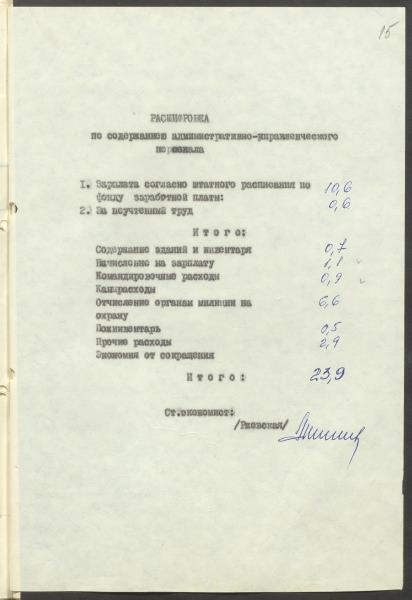 15
РАСШИФРОВКА
по содержанию административно-управленческого
персонала
1. Зарплата согласно штатного расписания по
фонду заработной платы: 10,6
2. За неучтенный труд 0,6
Итого:
Содержание зданий и инвентаря 0,7
Начисление на зарплату 1,1
Командировочные расходы 0,9
Канцрасходы
Отчисление органам милиции на 6,6
охрану
Пожинвентарь 0,5
Прочие расходы 2,9
Экономия от сокращения
Итого: 23,9
Ст.экономист:
/Ряовская/